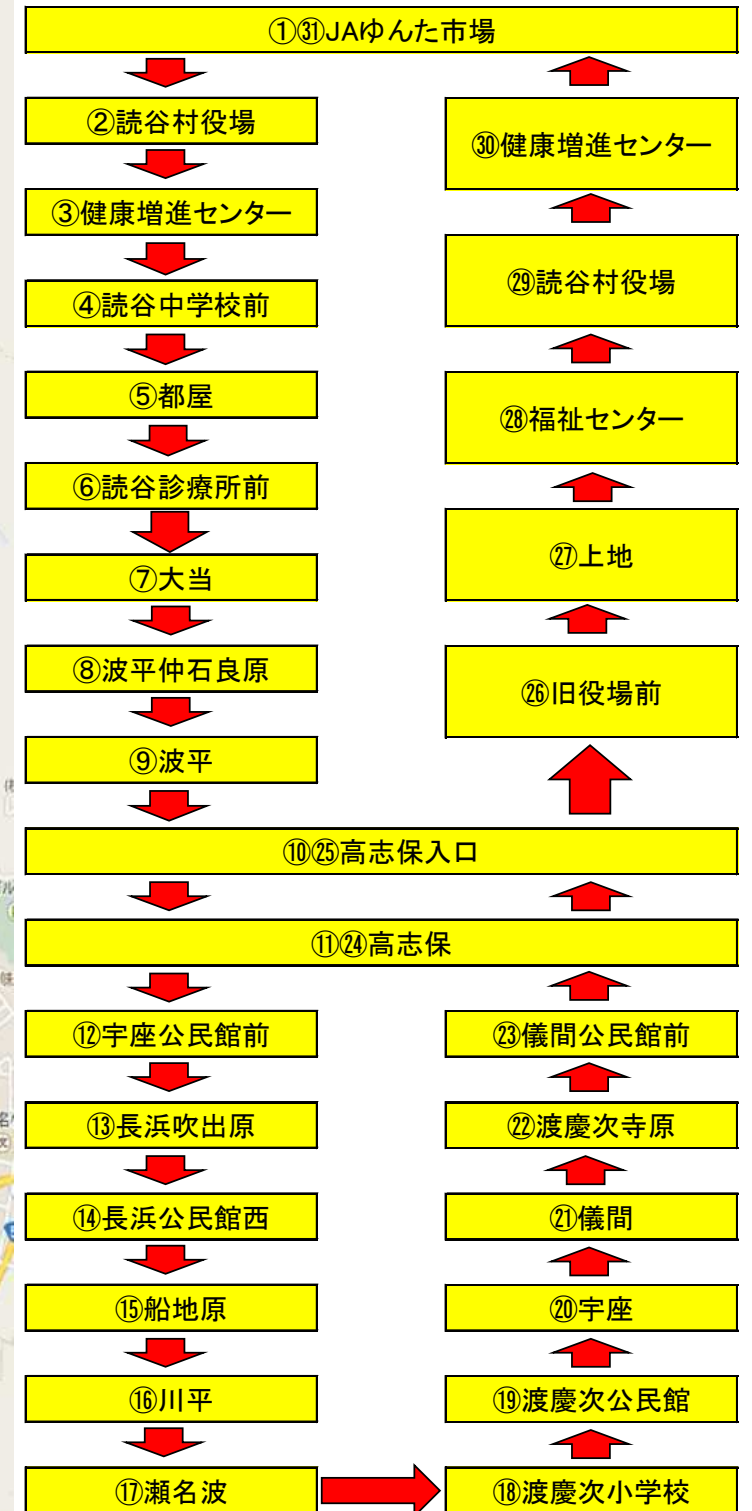 ①㉛JAゆんた市場
②読谷村役場
③健康増進センター
④読谷中学校前
⑤都屋
⑥読谷診療所前
⑦大当
⑧波平仲石良原
⑨波平
⑩㉕高志保入口
⑪㉔高志保
⑫宇座公民館前
⑬長浜吹出原
⑭長浜公民館西
⑮船地原
⑯川平
⑰瀬名波
⑱渡慶次小学校
⑲渡慶次公民館
⑳宇座
㉑儀間
㉒渡慶次寺原
㉓儀間公民館前
㉖旧役場前
㉗上地
㉘福祉センター
㉙読谷村役場
㉚健康増進センター